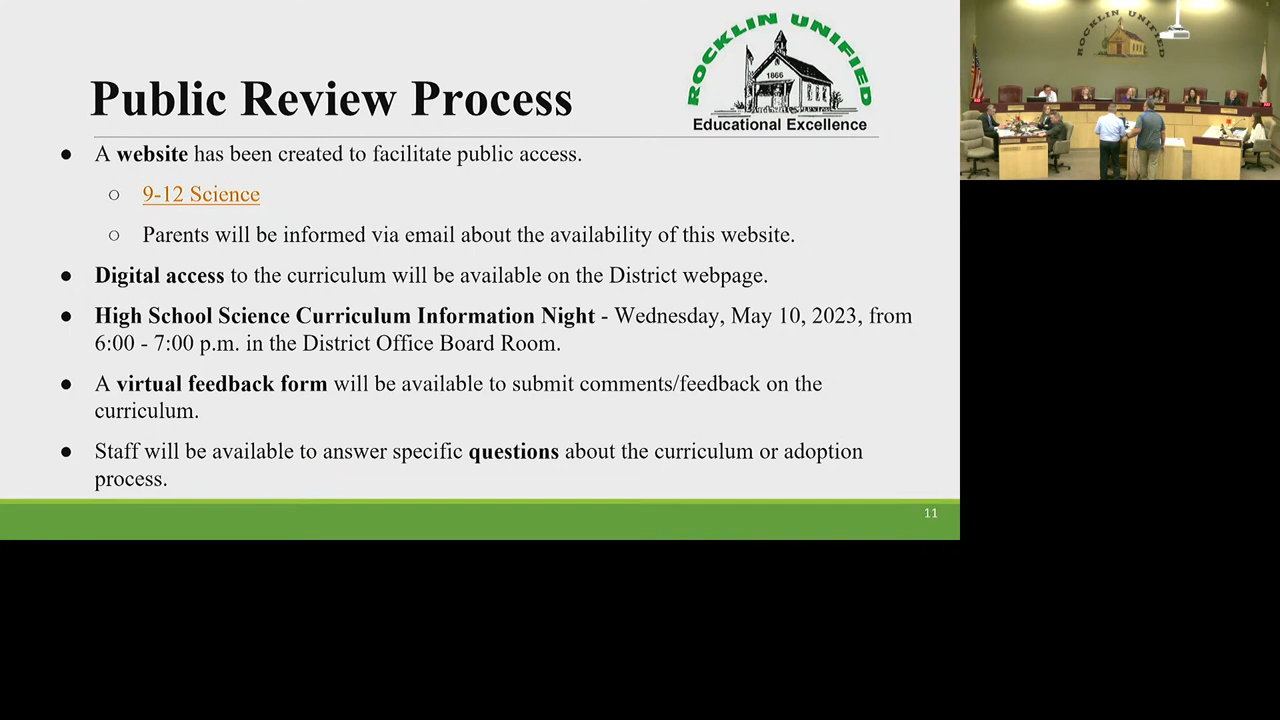 ROCKLIN UNIFIED
1866
Educational Excellence
Public Review Process
● A website has been created to facilitate public access.
○ 9-12 Science
○ Parents will be informed via email about the availability of this website.
● Digital access to the curriculum will be available on the District webpage.
● High School Science Curriculum Information Night - Wednesday, May 10, 2023, from
6:00 - 7:00 p.m. in the District Office Board Room.
● A virtual feedback form will be available to submit comments/feedback on the
curriculum.
● Staff will be available to answer specific questions about the curriculum or adoption
process.
11
ROCKLIN UNIFIED